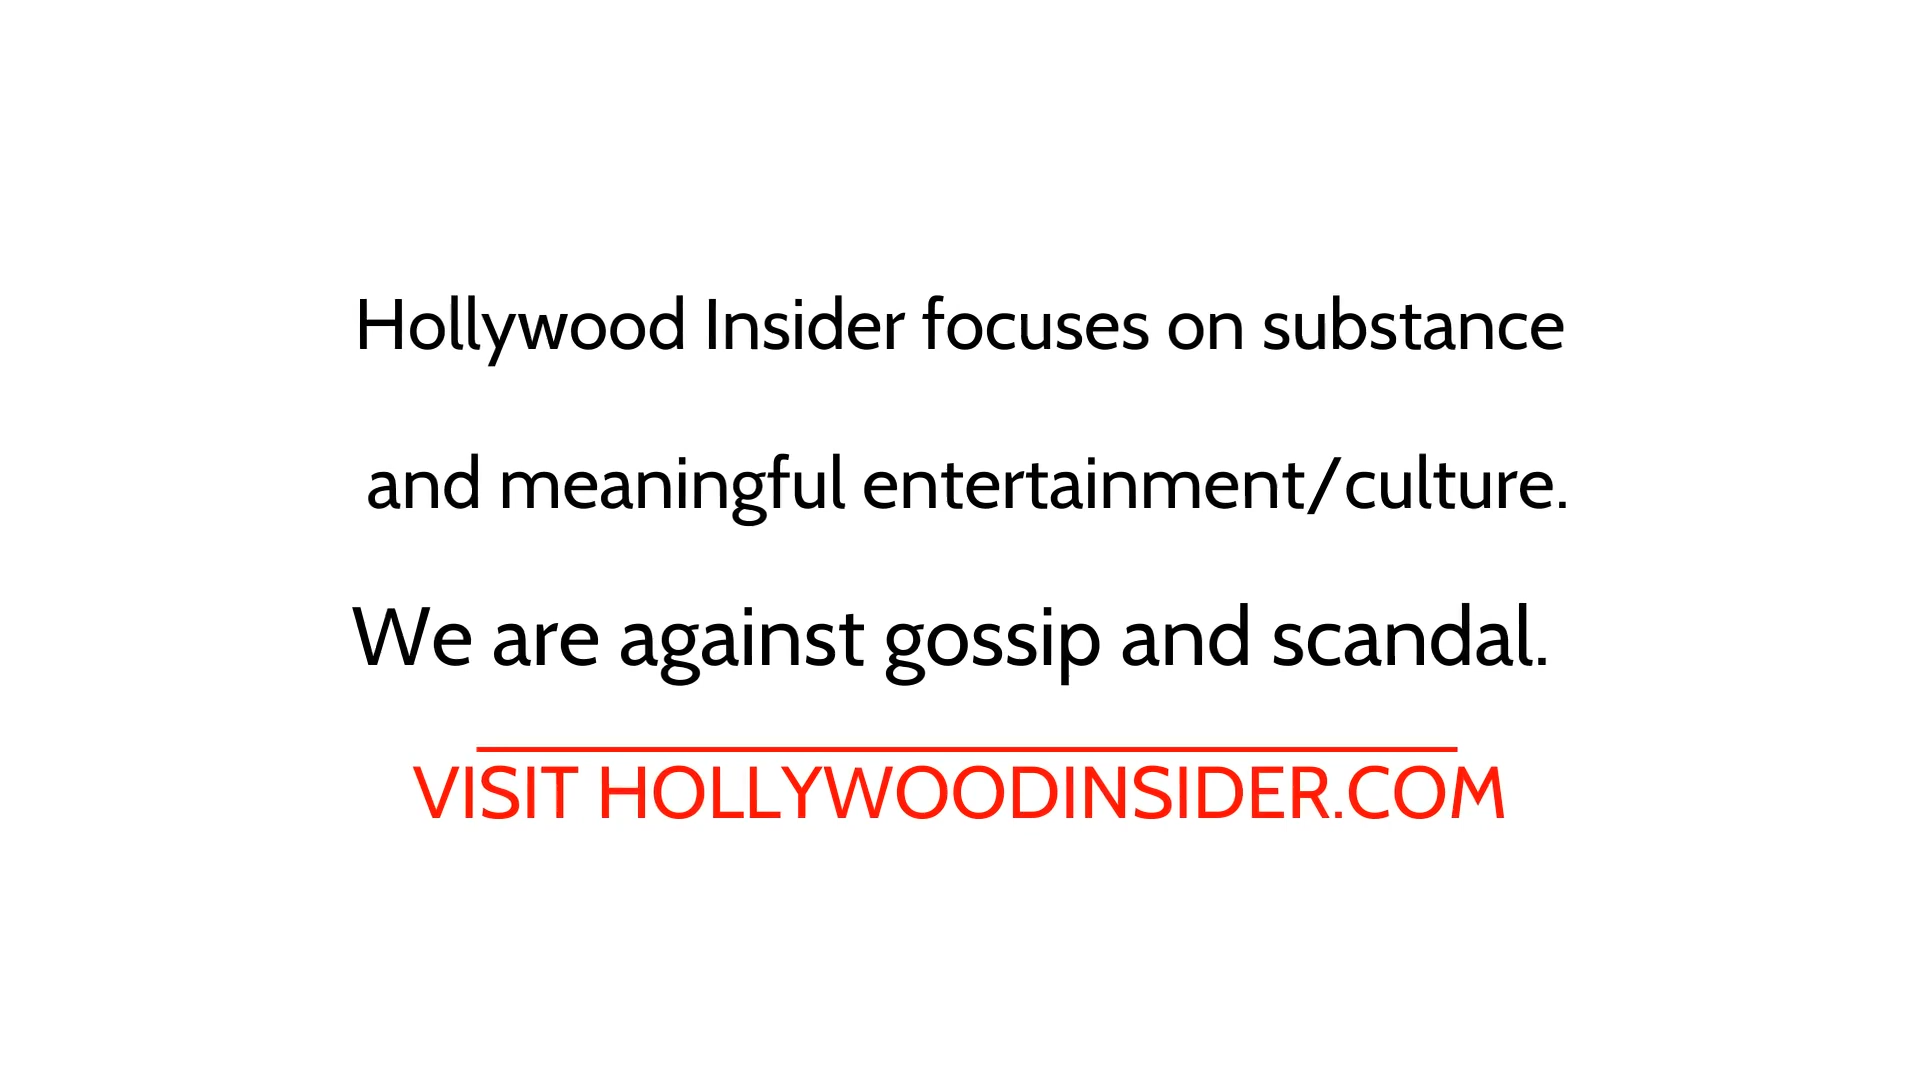 Hollywood Insider focuses on substance
and meaningful entertainment/culture.
We are against gossip and scandal.
VISIT HOLLYWOODINSIDER.COM